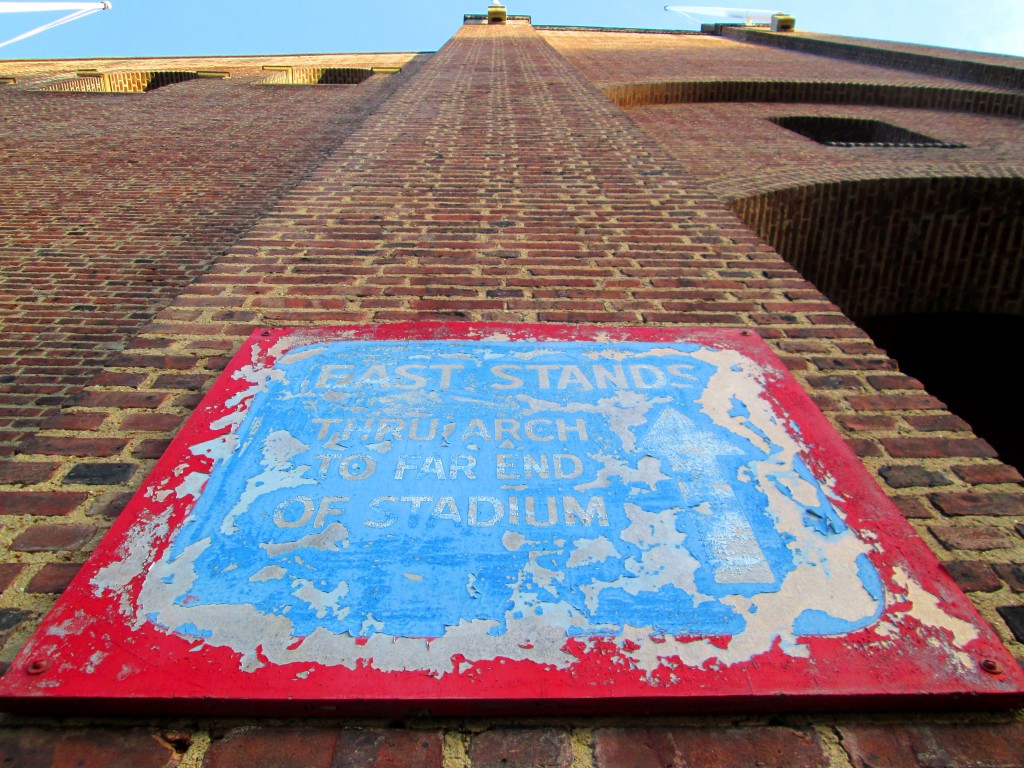 EAST STANDS
THRU ARCH
TO FAR END
OF STADIUM